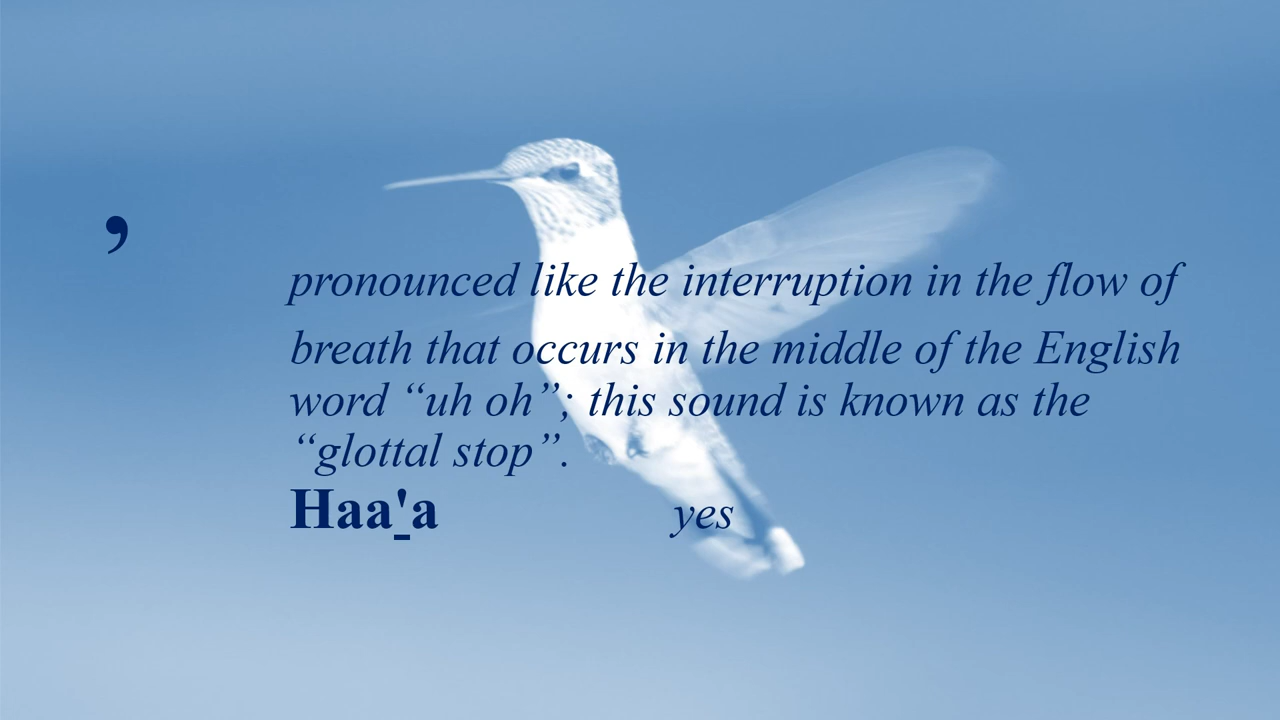 ’
pronounced like the interruption in the flow of
breath that occurs in the middle of the English
word “uh oh”; this sound is known as the
“glottal stop”.
Haa'a yes